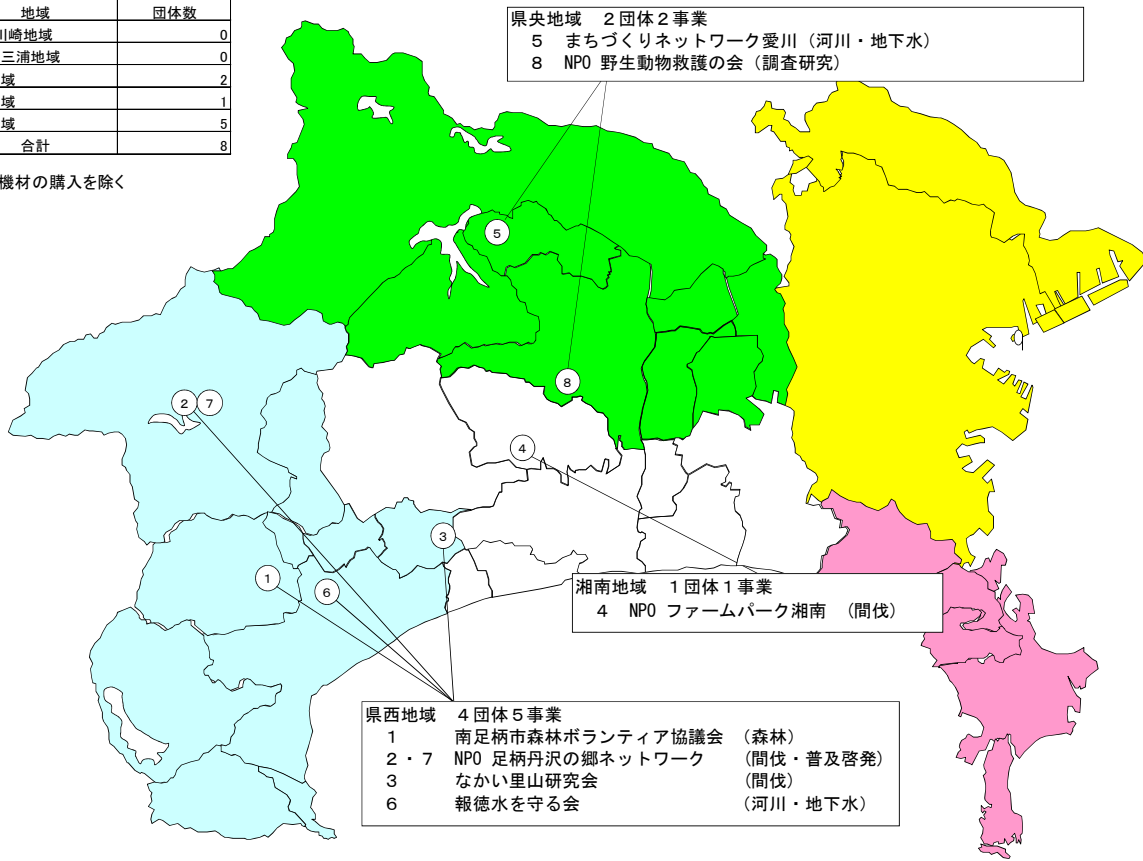 地域 団体数
川崎地域 0
三浦地域 0
域 2
域 1
域 5
合計 8
機材の購入を除く
県央地域 2団体2事業
5 まちづくりネットワーク愛川（河川・地下水）
8 NPO 野生動物救護の会（調査研究）
5
8
2 7
4
3
1
6
湘南地域 1団体1事業
4 NPO ファームパーク湘南 （間伐）
県西地域 4団体5事業
1 南足柄市森林ボランティア協議会 （森林）
2・7 NPO 足柄丹沢の郷ネットワーク （間伐・普及啓発）
3 なかい里山研究会 （間伐）
6 報徳水を守る会 （河川・地下水）